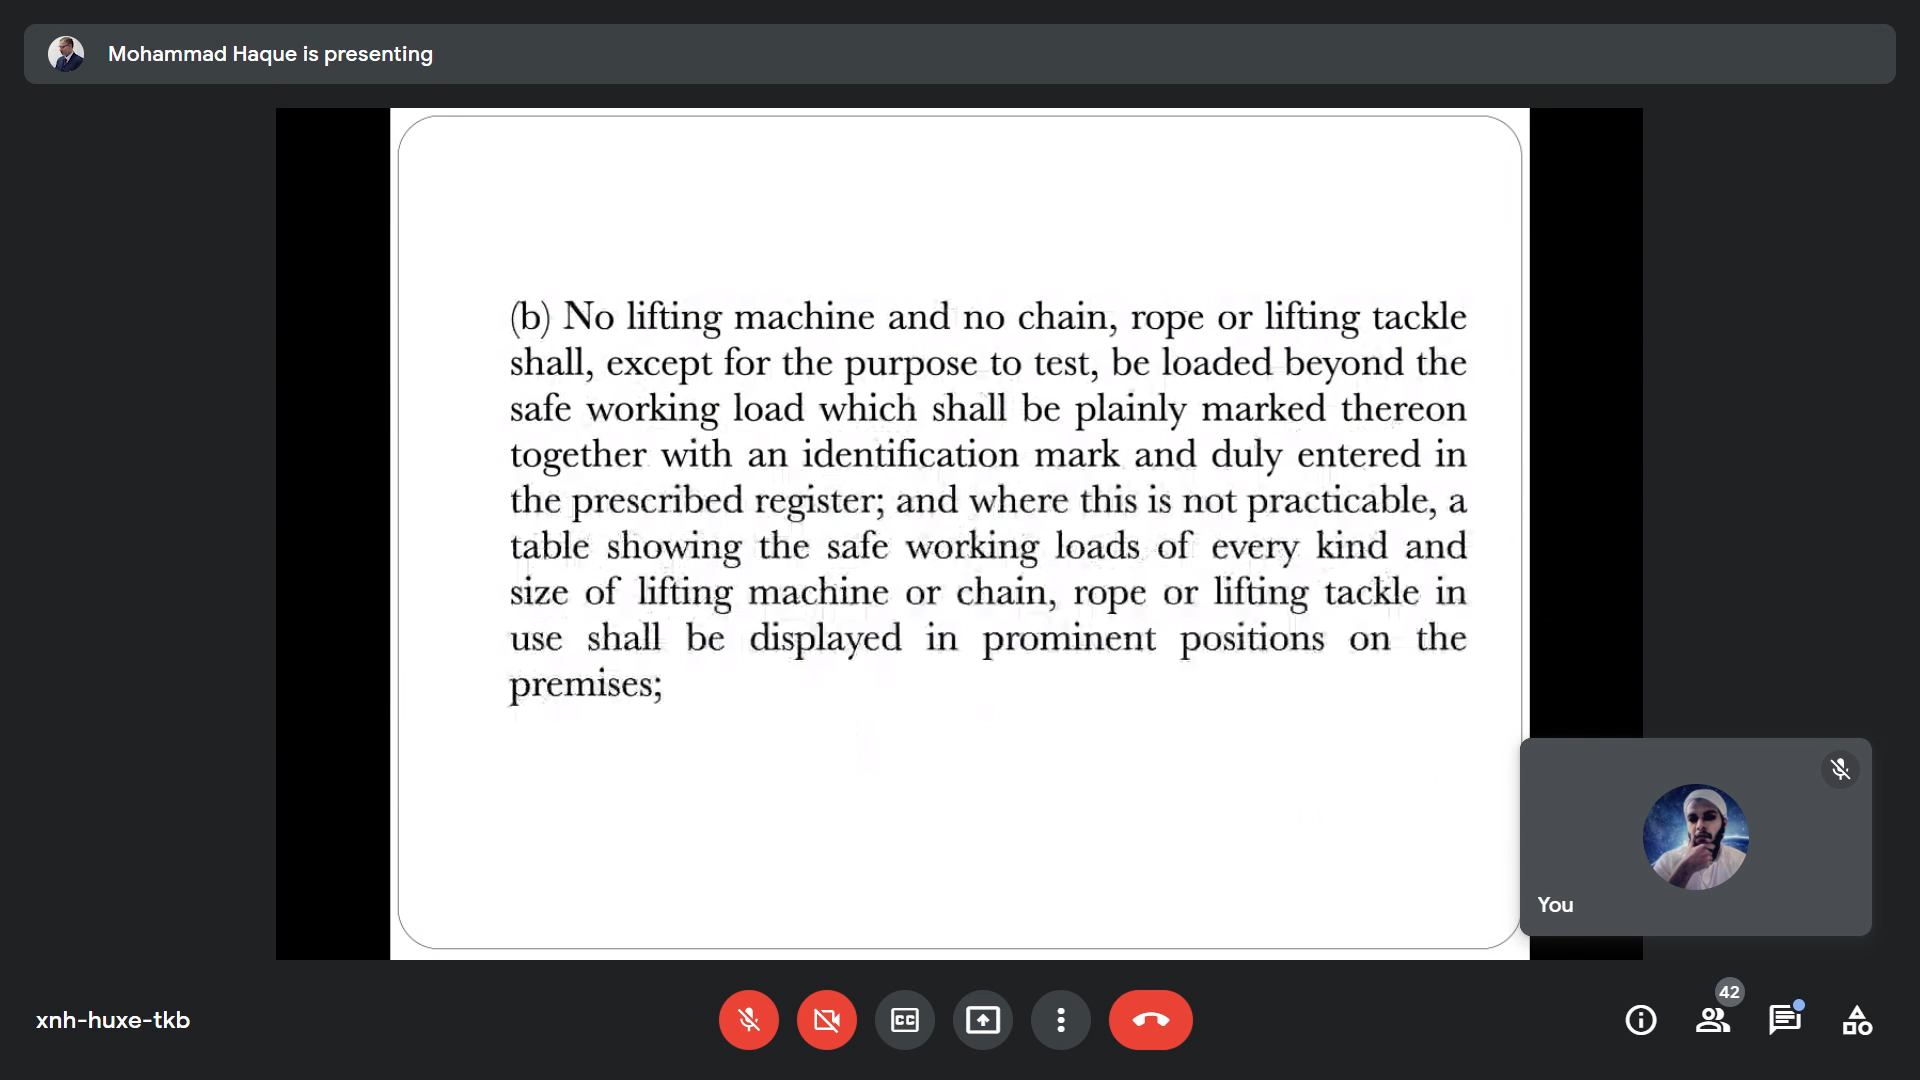 Mohammad Haque is presenting
(b) No lifting machine and no chain, rope or lifting tackle
shall, except for the purpose to test, be loaded beyond the
safe working load which shall be plainly marked thereon
together with an identification mark and duly entered in
the prescribed register; and where this is not practicable, a
table showing the safe working loads of every kind and
size of lifting machine or chain, rope or lifting tackle in
use shall be displayed in prominent positions on the
premises;
You
xnh-huxe-tkb
CC
42